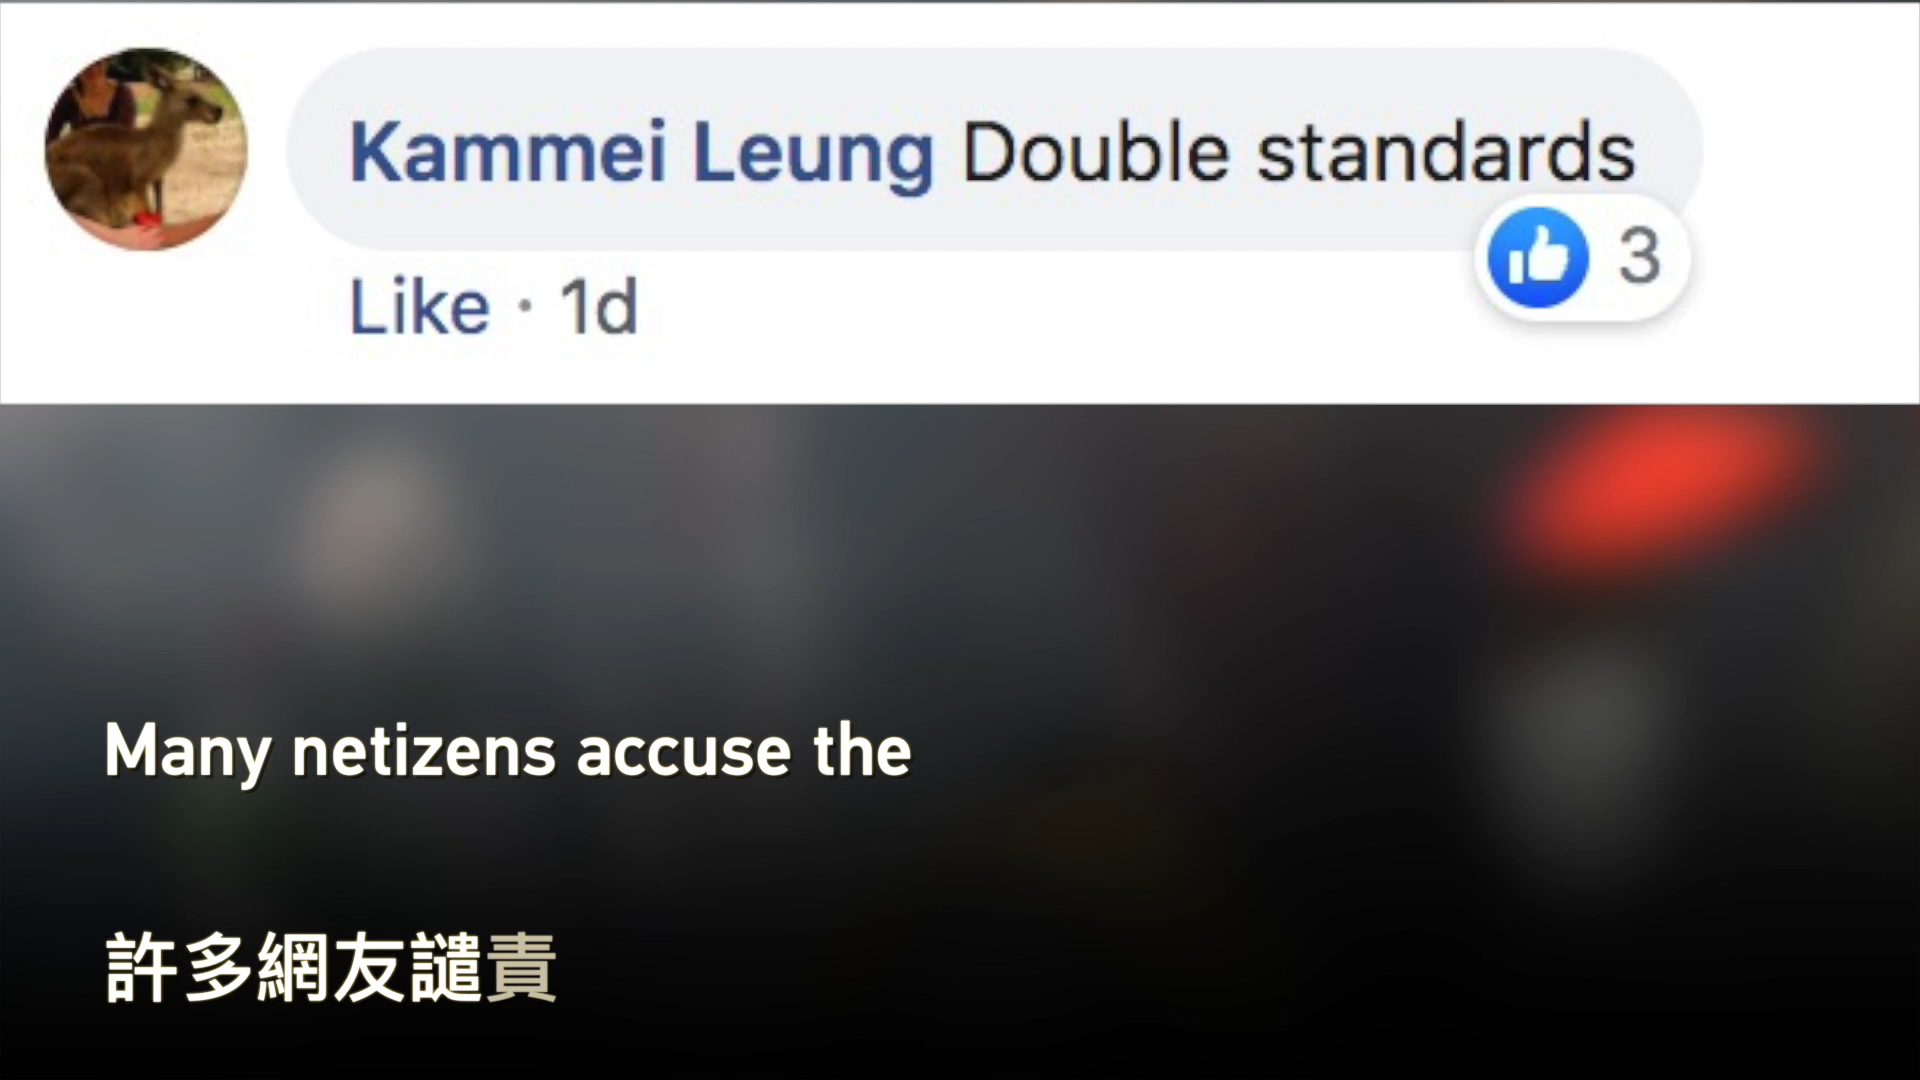 Kammei Leung Double standards
3
Like · 1d
Many netizens accuse the
許多網友譴責